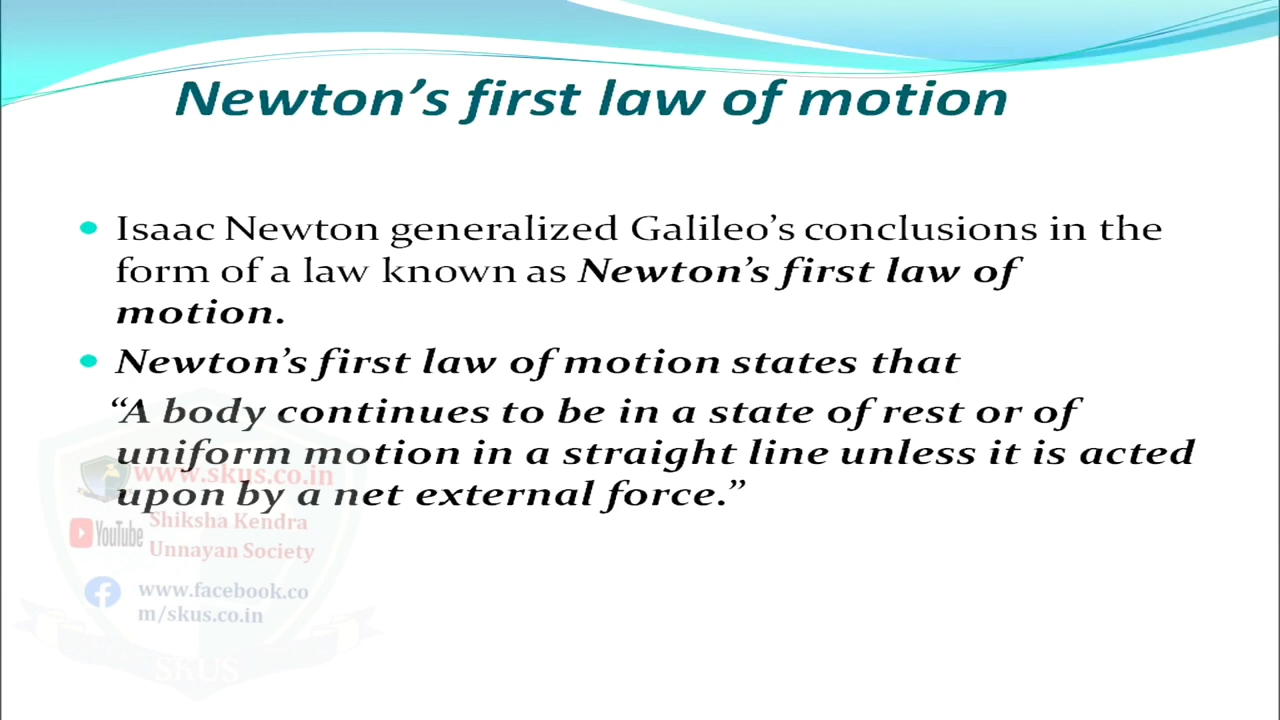 Newton’s first law of motion
Isaac Newton generalized Galileo’s conclusions in the
form of a law known as Newton’s first law of
motion.
Newton’s first law of motion states that
“A body continues to be in a state of rest or of
uniform motion in a straight line unless it is acted
upon by a net external force.”
www.skus.co.in
YouTube
Shiksha Kendra
Unnayan Society
www.facebook.co
m/skus.co.in
SKUS